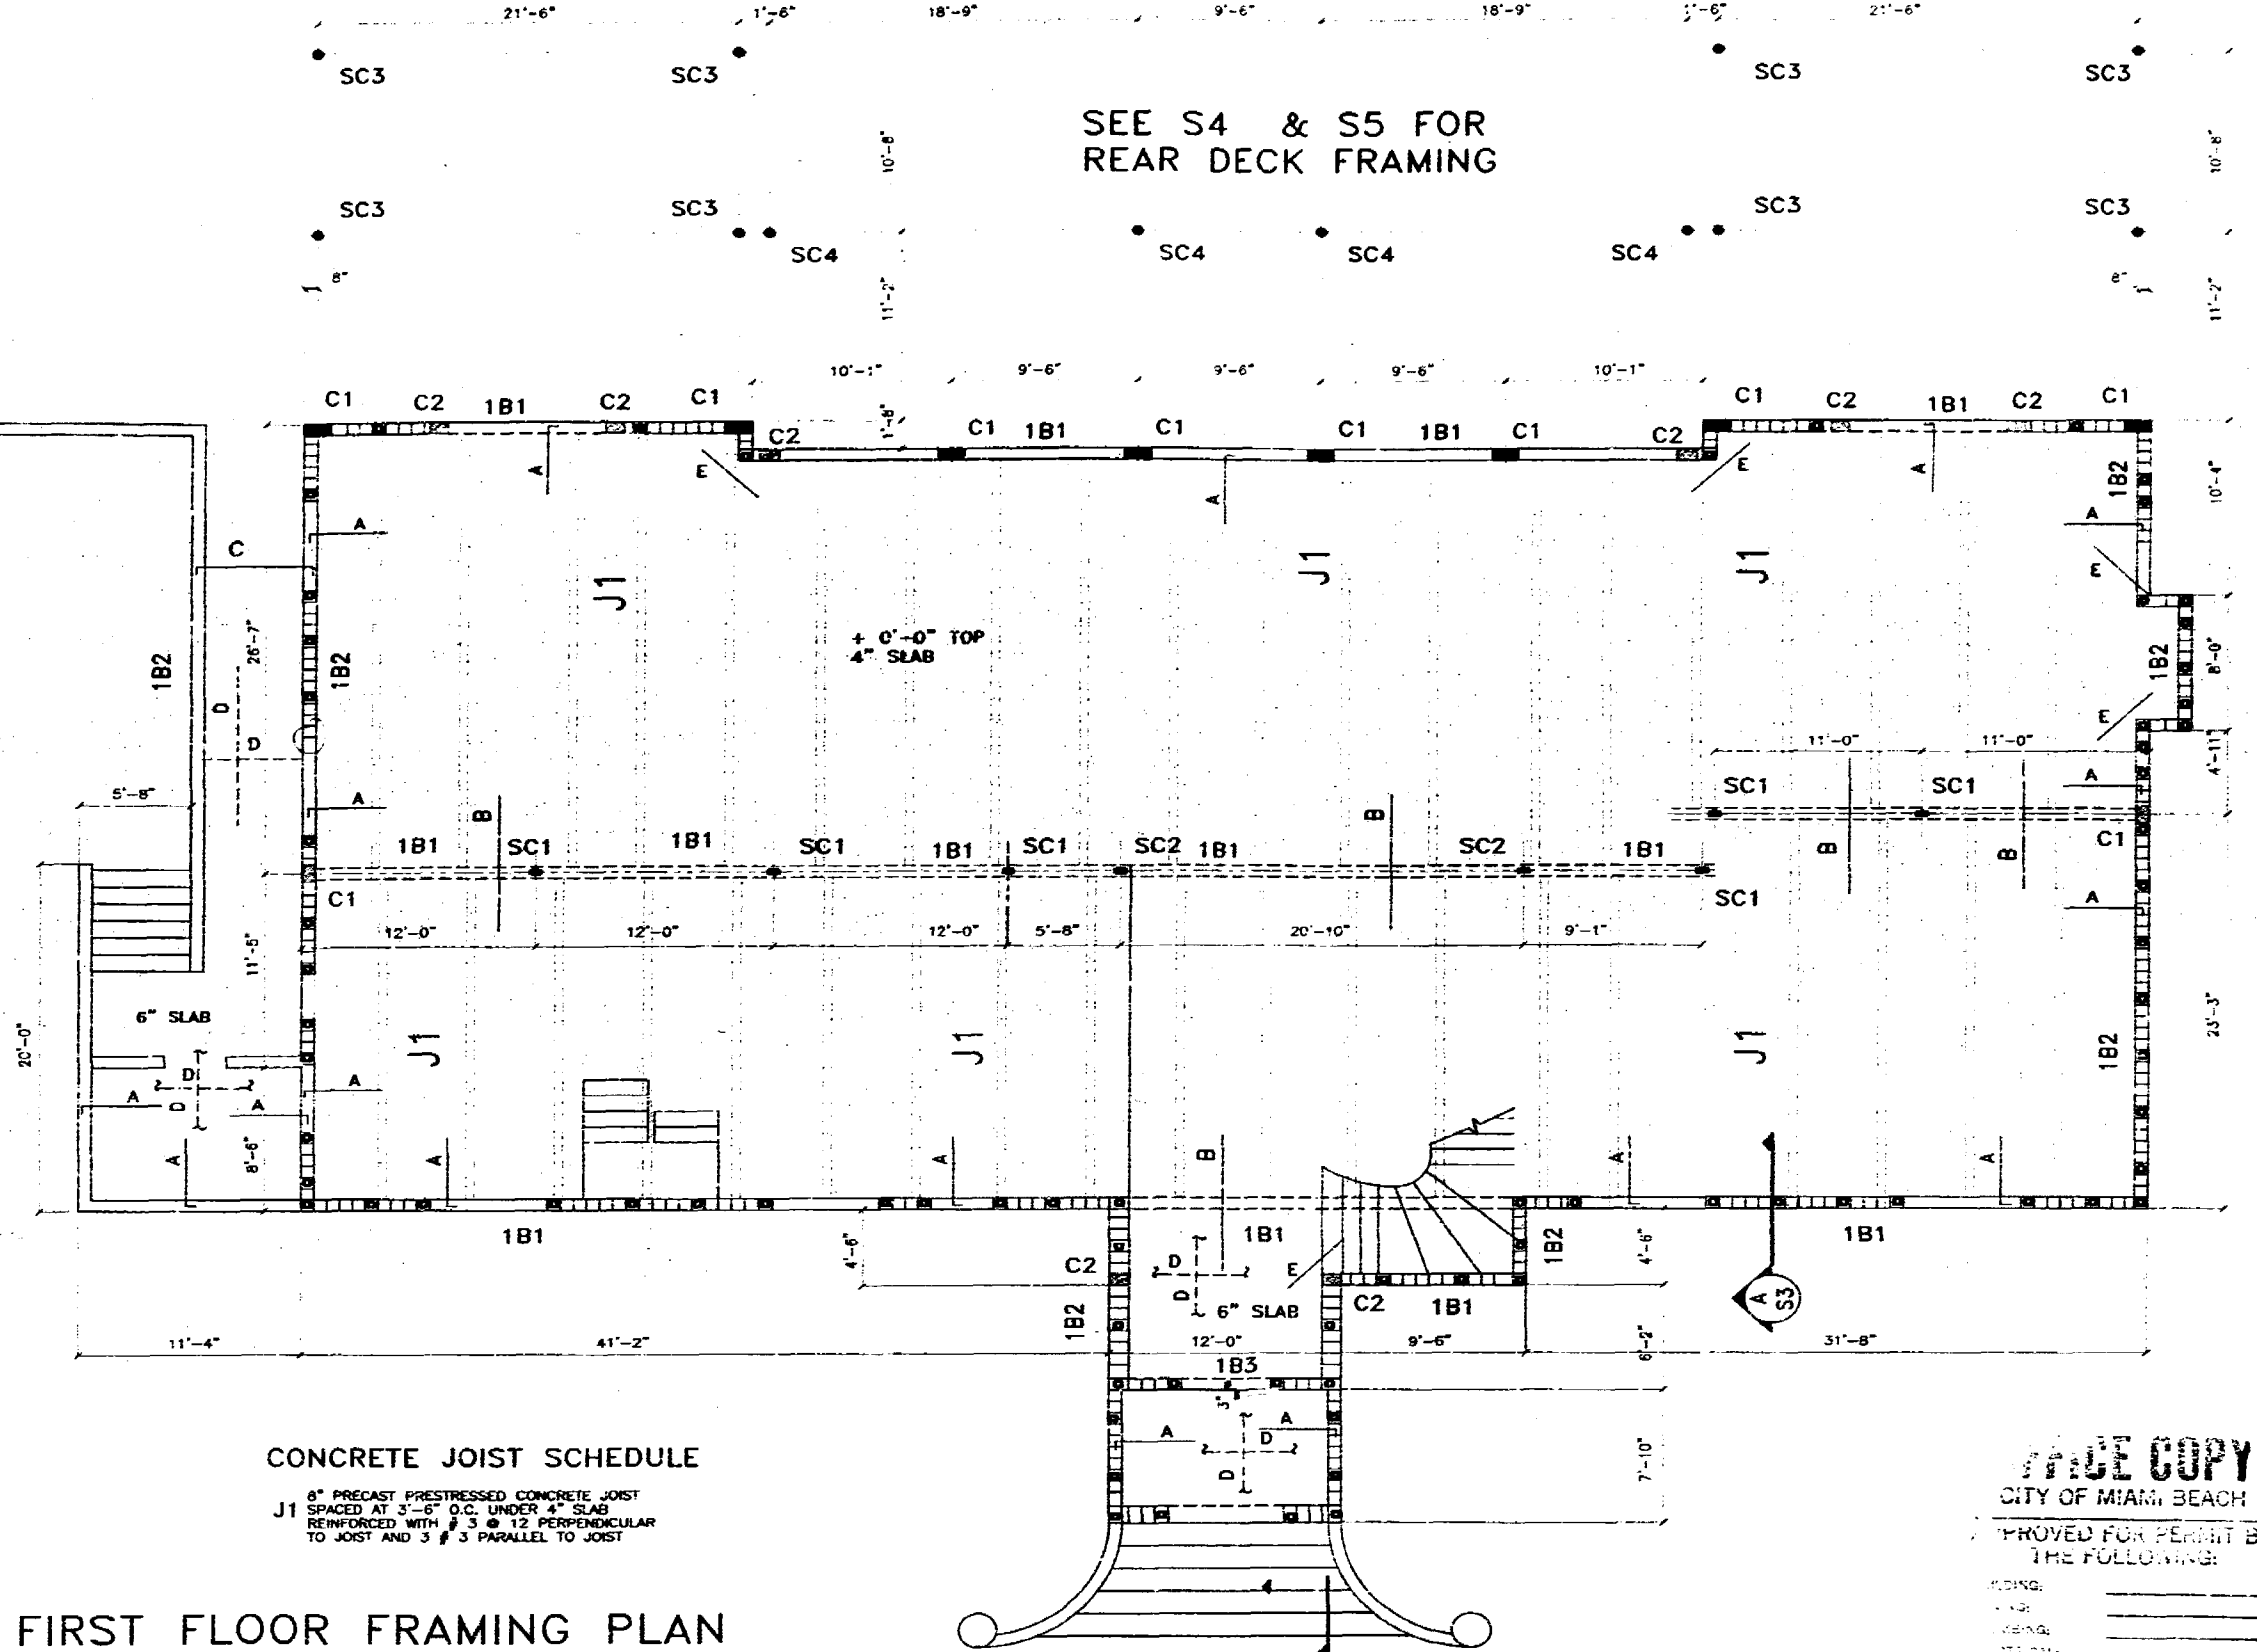 21'-6" 1'-6" 18'-9" 9'-6" 18'-9" 1'-6" 21'-6"
SC3 SC3 SC3 SC3
SEE S4 & S5 FOR
REAR DECK FRAMING
10'-8" 10'-8"
SC3 SC3 SC3 SC3
SC4 SC4 SC4 SC4
8" 11'-2" 8" 11'-2"
10'-1" 9'-6" 9'-6" 9'-6" 10'-1"
C1 C2 1B1 C2 C1 1'-8" C1 C2 1B1 C2 C1
C2 C1 1B1 C1 C1 1B1 C1 C2
A E A E A 1B2 10'-4"
A A
C E
J1 J1 J1
+ 0'-0" TOP
4" SLAB
1B2 26'-7" 1B2 1B2 8'-0"
D E
D 11'-0" 11'-0" 4'-11"
5'-8" A SC1 SC1 A
1B1 B SC1 1B1 SC1 1B1 SC1 SC2 1B1 B SC2 1B1 B B C1
C1 SC1 A
12'-0" 12'-0" 12'-0" 5'-8" 20'-10" 9'-1"
11'-5"
6" SLAB
20'-0" J1 J1 J1 1B2 23'-3"
D A
A D A
A 8'-6" A A B A A
1B1 1B1 1B2 1B1
4'-6" C2 D E 4'-6"
D 6" SLAB C2 1B1 A
S3
1B2
11'-4" 41'-2" 12'-0" 9'-6" 6'-2" 31'-8"
1B3
3"
A A
D
D 7'-10"
CONCRETE JOIST SCHEDULE
J1 8" PRECAST PRESTRESSED CONCRETE JOIST
SPACED AT 3'-6" O.C. UNDER 4" SLAB
REINFORCED WITH # 3 @ 12 PERPENDICULAR
TO JOIST AND 3 # 3 PARALLEL TO JOIST
COPY
CITY OF MIAMI BEACH
PROVED FOR PERMIT B
THE FOLLOWING:
FIRST FLOOR FRAMING PLAN